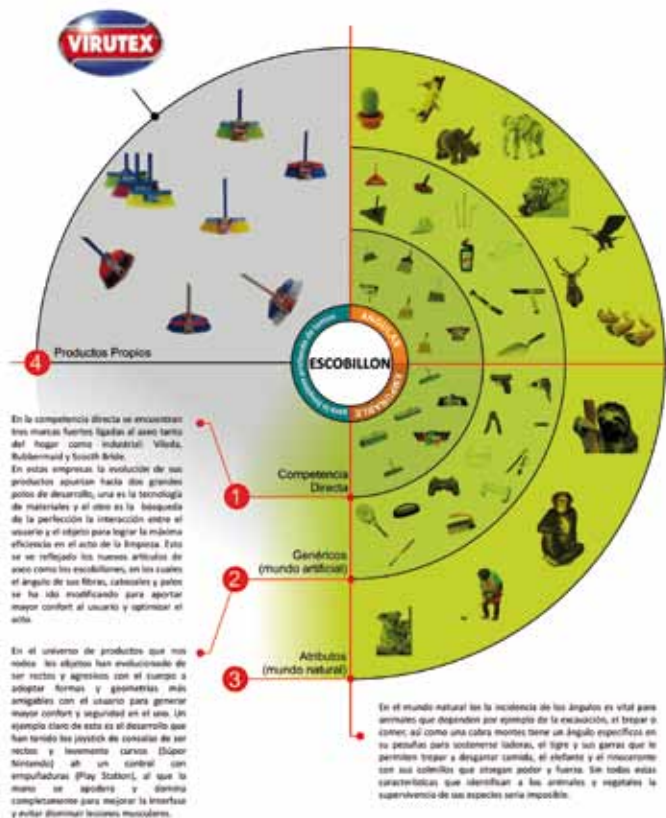 VIRUTEX
ANGULAR
EMPUÑABLE
ESCOBILLON
4
Productos Propios
1
Competencia
Directa
2
Genéricos
(mundo artificial)
3
Atributos
(mundo natural)
En la competencia directa se encuentran
tres marcas fuertes ligadas al aseo tanto
del hogar como industrial: Vileda,
Rubbermaid y Scotch Bride.
En estas empresas la evolución de sus
productos apuntan hacia dos grandes
polos de desarrollo, una es la tecnología
de materiales y el otro es la búsqueda
de la perfección la interacción entre el
usuario y el objeto para lograr la máxima
eficiencia en el acto de la limpieza. Esto
se ve reflejado los nuevos artículos de
aseo como los escobillones, en los cuales
el ángulo de sus fibras, cabezales y palos
se ha ido modificando para aportar
mayor confort al usuario y optimizar el
acto.
En el universo de productos que nos
rodea los objetos han evolucionado de
ser rectos y agresivos con el cuerpo a
adoptar formas y geometrías más
amigables con el usuario para generar
mayor confort y seguridad en el uso. Un
ejemplo claro de esto es el desarrollo que
han tenido los joystick de consolas de ser
rectos y levemente curvos (Súper
Nintendo) ah un control con
empuñaduras (Play Station), al que la
mano se apodera y domina
completamente para mejorar la interfase
y evitar disminuir lesiones musculares.
En el mundo natural los la incidencia de los ángulos es vital para
animales que dependen por ejemplo de la excavación, el trepar o
comer, así como una cabra montes tiene un ángulo específicos en
su pezuñas para sostenerse laderas, el tigre y sus garras que le
permiten trepar y desgarrar comida, el elefante y el rinoceronte
con sus colmillos que otorgan poder y fuerza. Sin todas estas
características que identifican a los animales y vegetales la
supervivencia de sus especies seria imposible.